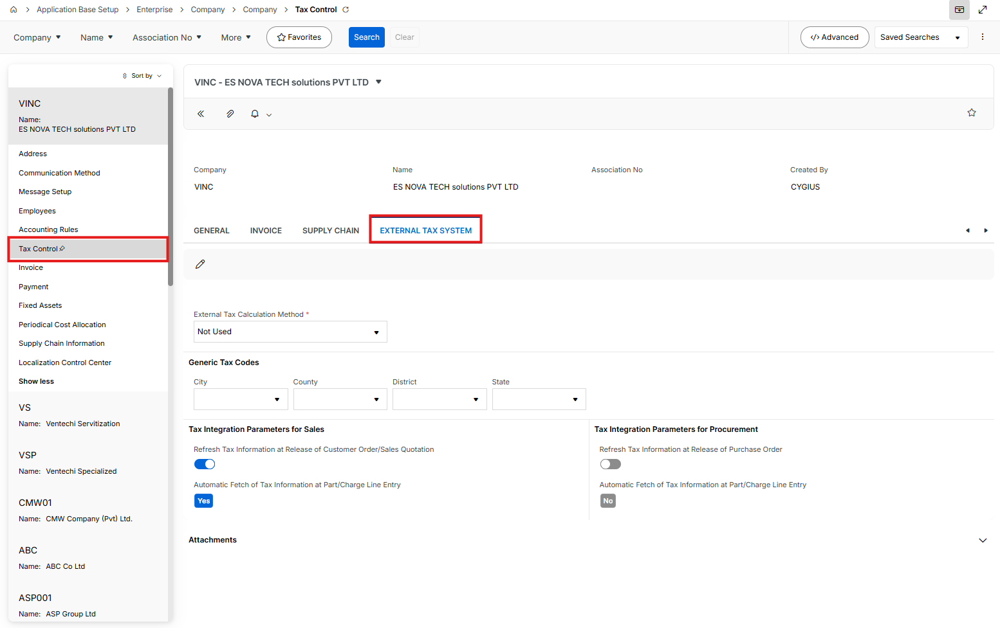 Application Base Setup > Enterprise > Company > Company > Tax Control
Company Name Association No More Favorites Search Clear </> Advanced Saved Searches
Sort by
VINC
Name:
ES NOVA TECH solutions PVT LTD
Address
Communication Method
Message Setup
Employees
Accounting Rules
Tax Control
Invoice
Payment
Fixed Assets
Periodical Cost Allocation
Supply Chain Information
Localization Control Center
Show less
VS
Name: Ventechi Servitization
VSP
Name: Ventechi Specialized
CMW01
Name: CMW Company (Pvt) Ltd.
ABC
Name: ABC Co Ltd
ASP001
Name: ASP Group Ltd
VINC - ES NOVA TECH solutions PVT LTD
Company Name Association No Created By
VINC ES NOVA TECH solutions PVT LTD CYGIUS
GENERAL INVOICE SUPPLY CHAIN EXTERNAL TAX SYSTEM
External Tax Calculation Method *
Not Used
Generic Tax Codes
City County District State
Tax Integration Parameters for Sales
Refresh Tax Information at Release of Customer Order/Sales Quotation
Automatic Fetch of Tax Information at Part/Charge Line Entry
Yes
Tax Integration Parameters for Procurement
Refresh Tax Information at Release of Purchase Order
Automatic Fetch of Tax Information at Part/Charge Line Entry
No
Attachments